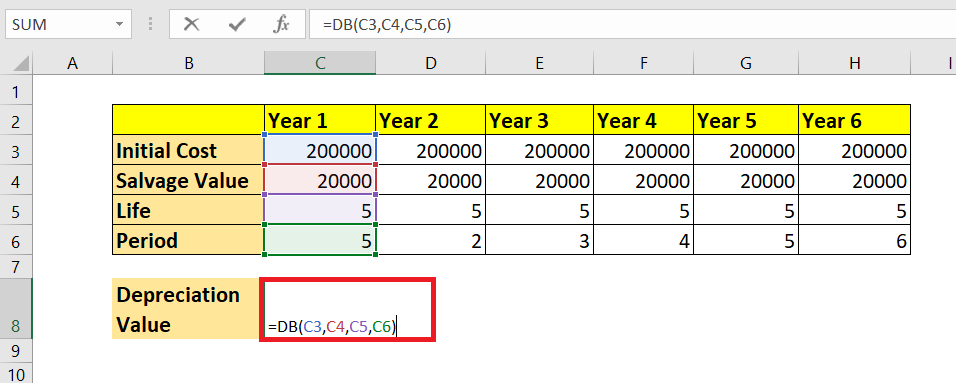 SUM fx =DB(C3,C4,C5,C6)
A B C D E F G H I
1
2 Year 1 Year 2 Year 3 Year 4 Year 5 Year 6
3 Initial Cost 200000 200000 200000 200000 200000 200000
4 Salvage Value 20000 20000 20000 20000 20000 20000
5 Life 5 5 5 5 5 5
6 Period 5 2 3 4 5 6
7
Depreciation
8 Value =DB(C3,C4,C5,C6)
9
10